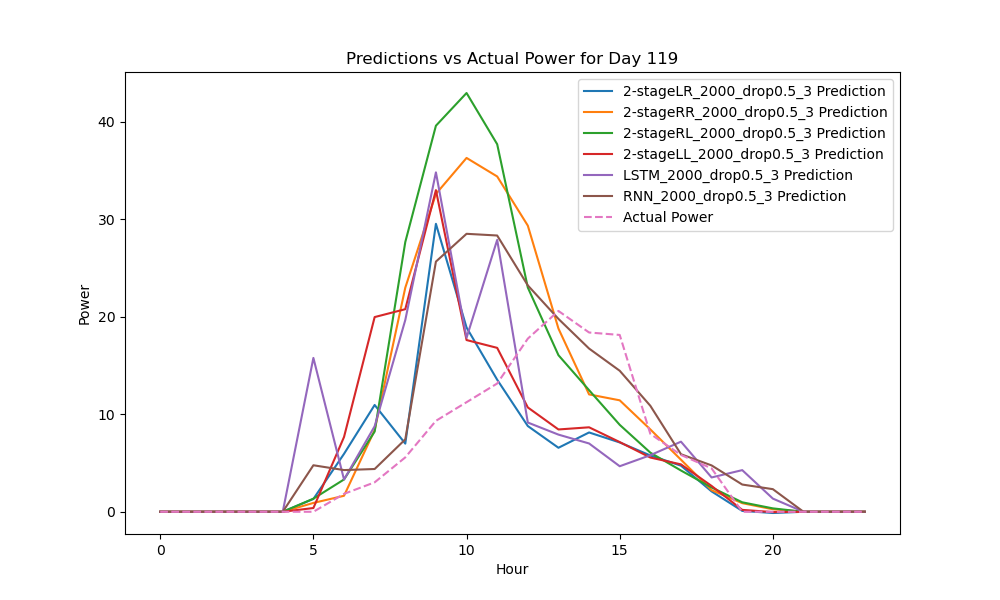 Predictions vs Actual Power for Day 119
2-stageLR_2000_drop0.5_3 Prediction
2-stageRR_2000_drop0.5_3 Prediction
2-stageRL_2000_drop0.5_3 Prediction
2-stageLL_2000_drop0.5_3 Prediction
LSTM_2000_drop0.5_3 Prediction
RNN_2000_drop0.5_3 Prediction
Actual Power
Power
40
30
20
10
0
0 5 10 15 20
Hour